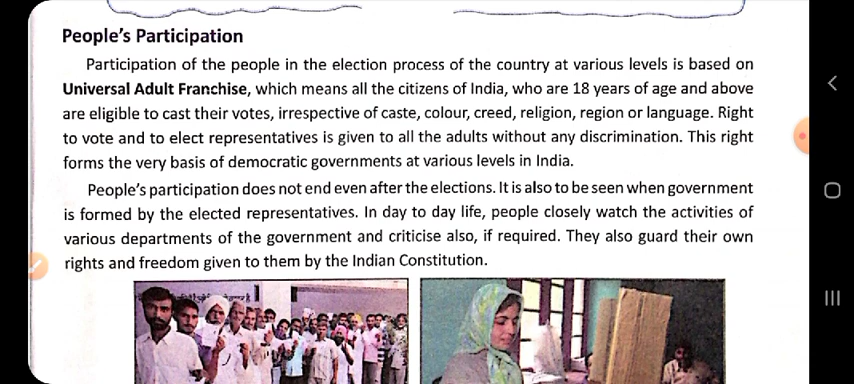 People's Participation
Participation of the people in the election process of the country at various levels is based on
Universal Adult Franchise, which means all the citizens of India, who are 18 years of age and above
are eligible to cast their votes, irrespective of caste, colour, creed, religion, region or language. Right
to vote and to elect representatives is given to all the adults without any discrimination. This right
forms the very basis of democratic governments at various levels in India.
People's participation does not end even after the elections. It is also to be seen when government
is formed by the elected representatives. In day to day life, people closely watch the activities of
various departments of the government and criticise also, if required. They also guard their own
rights and freedom given to them by the Indian Constitution.